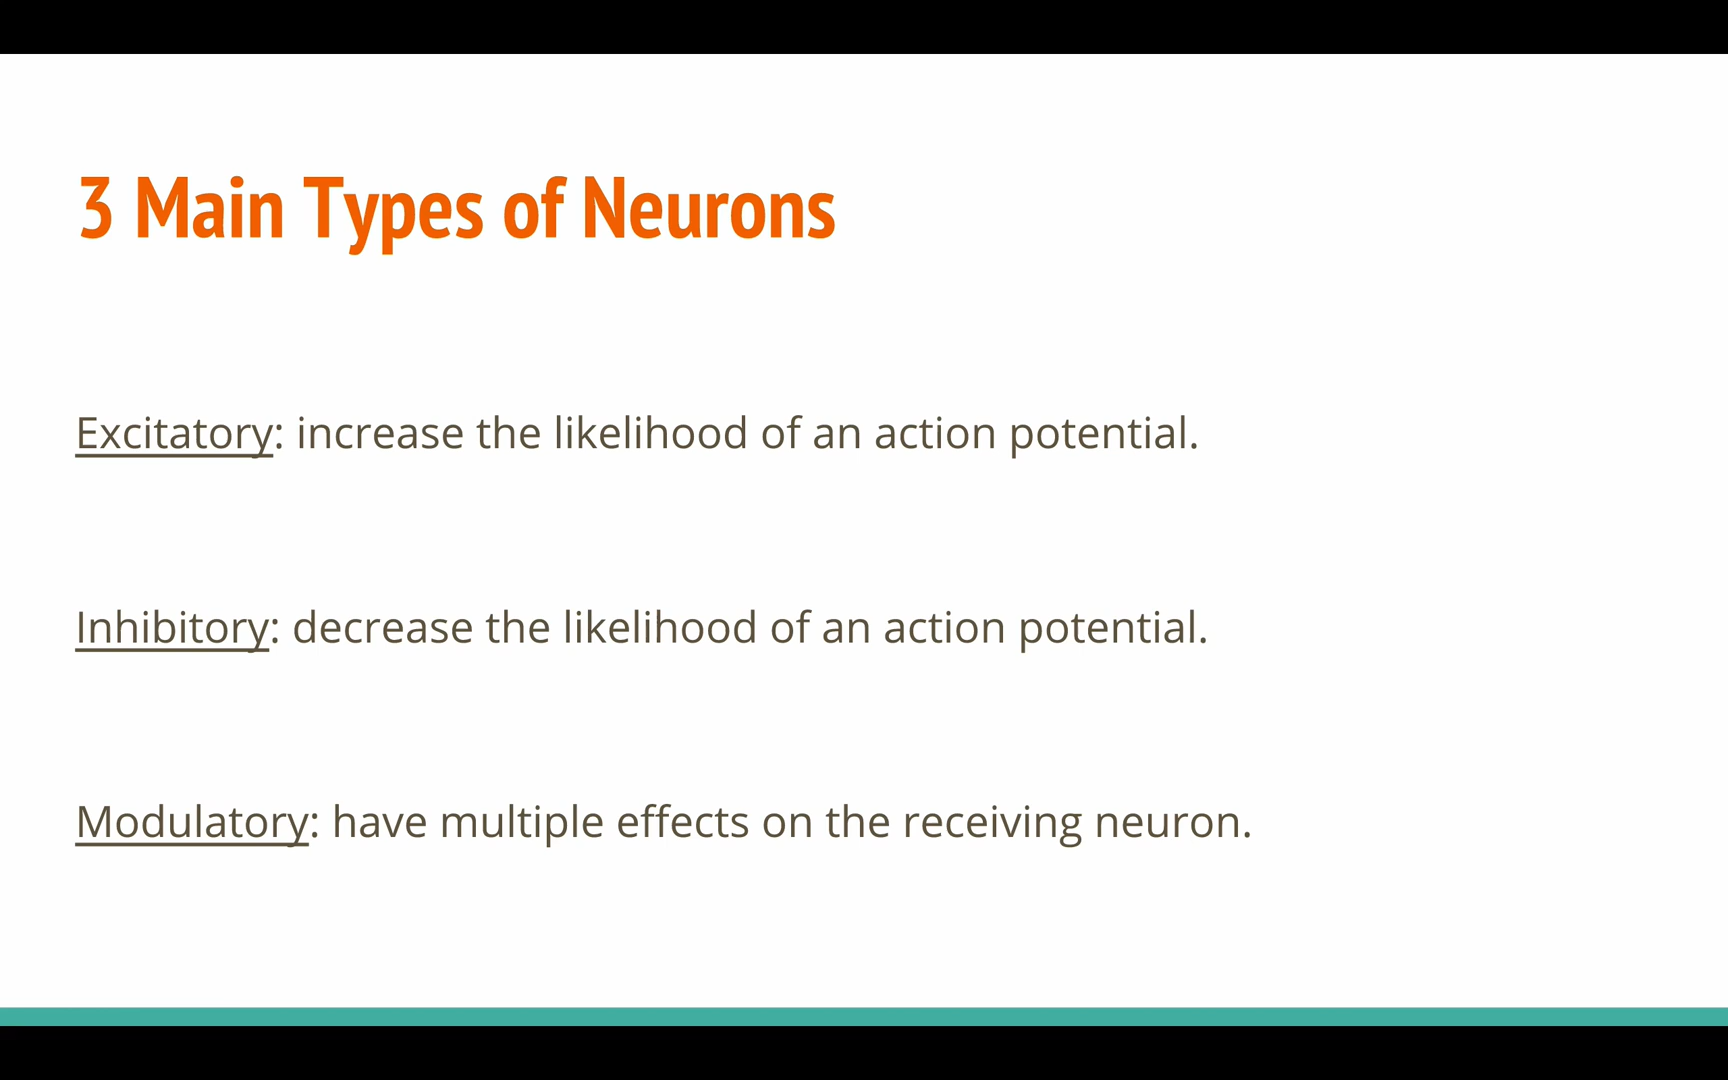 3 Main Types of Neurons
Excitatory: increase the likelihood of an action potential.
Inhibitory: decrease the likelihood of an action potential.
Modulatory: have multiple effects on the receiving neuron.